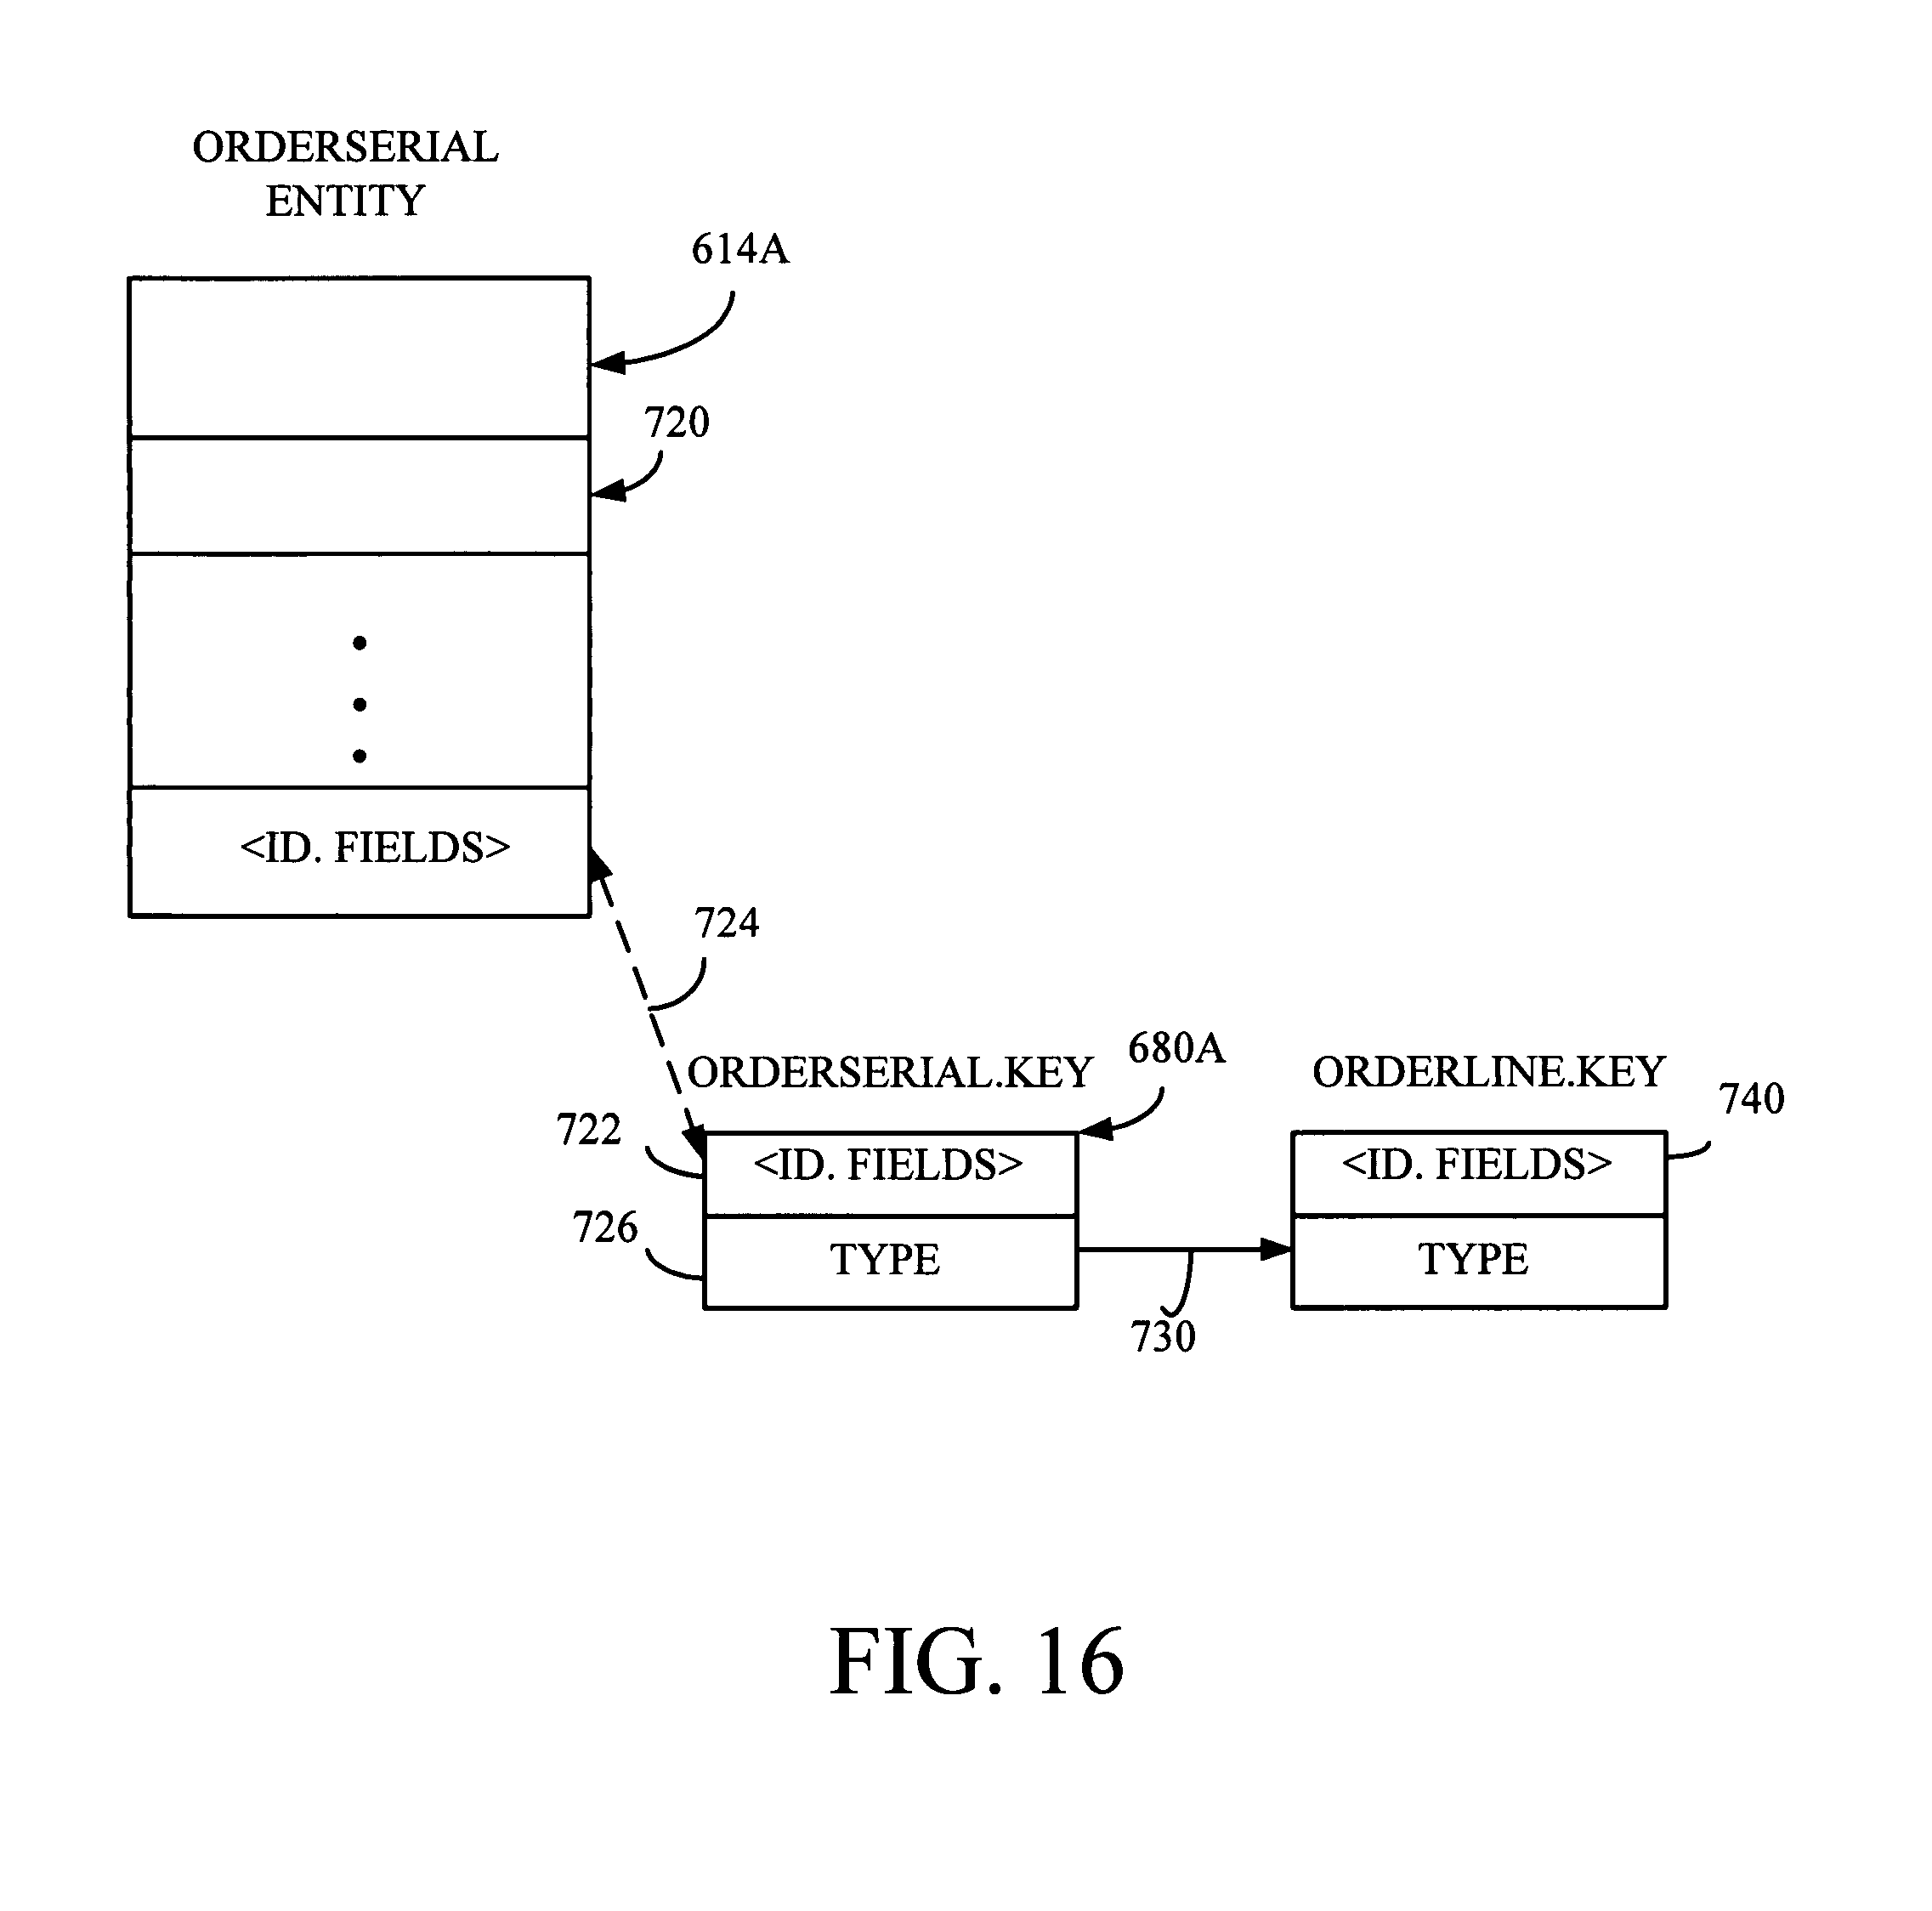 ORDERSERIAL
ENTITY
614A
720
<ID. FIELDS>
724
ORDERSERIAL.KEY
680A
ORDERLINE.KEY
740
722
<ID. FIELDS>
<ID. FIELDS>
726
TYPE
TYPE
730
FIG. 16